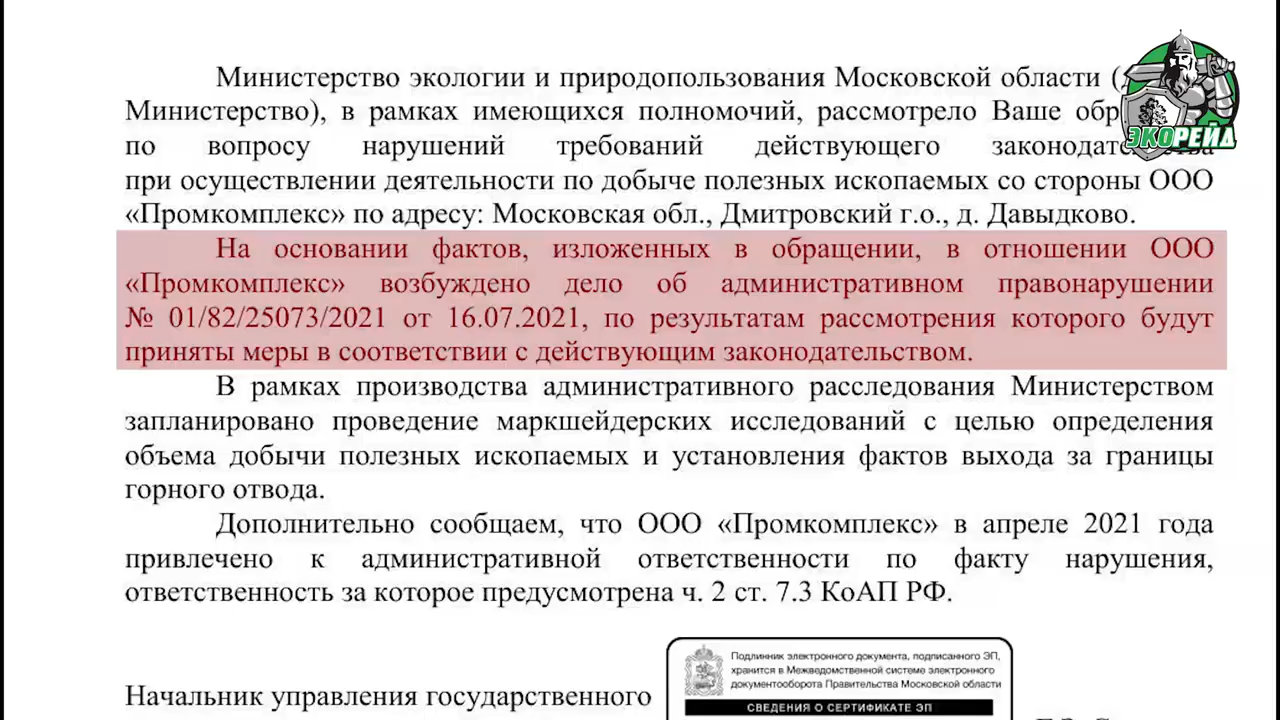 Министерство экологии и природопользования Московской области
Министерство), в рамках имеющихся полномочий, рассмотрело Ваше
по вопросу нарушений требований действующего законодательства
при осуществлении деятельности по добыче полезных ископаемых со стороны ООО
«Промкомплекс» по адресу: Московская обл., Дмитровский г.о., д. Давыдково.
На основании фактов, изложенных в обращении, в отношении ООО
«Промкомплекс» возбуждено дело об административном правонарушении
№ 01/82/25073/2021 от 16.07.2021, по результатам рассмотрения которого будут
приняты меры в соответствии с действующим законодательством.
В рамках производства административного расследования Министерством
запланировано проведение маркшейдерских исследований с целью определения
объема добычи полезных ископаемых и установления фактов выхода за границы
горного отвода.
Дополнительно сообщаем, что ООО «Промкомплекс» в апреле 2021 года
привлечено к административной ответственности по факту нарушения,
ответственность за которое предусмотрена ч. 2 ст. 7.3 КоАП РФ.
Начальник управления государственного
Подлинник электронного документа, подписанного ЭП,
хранится в Межведомственной системе электронного
документооборота Правительства Московской области
СВЕДЕНИЯ О СЕРТИФИКАТЕ ЭП
ЭКОРЕЙД